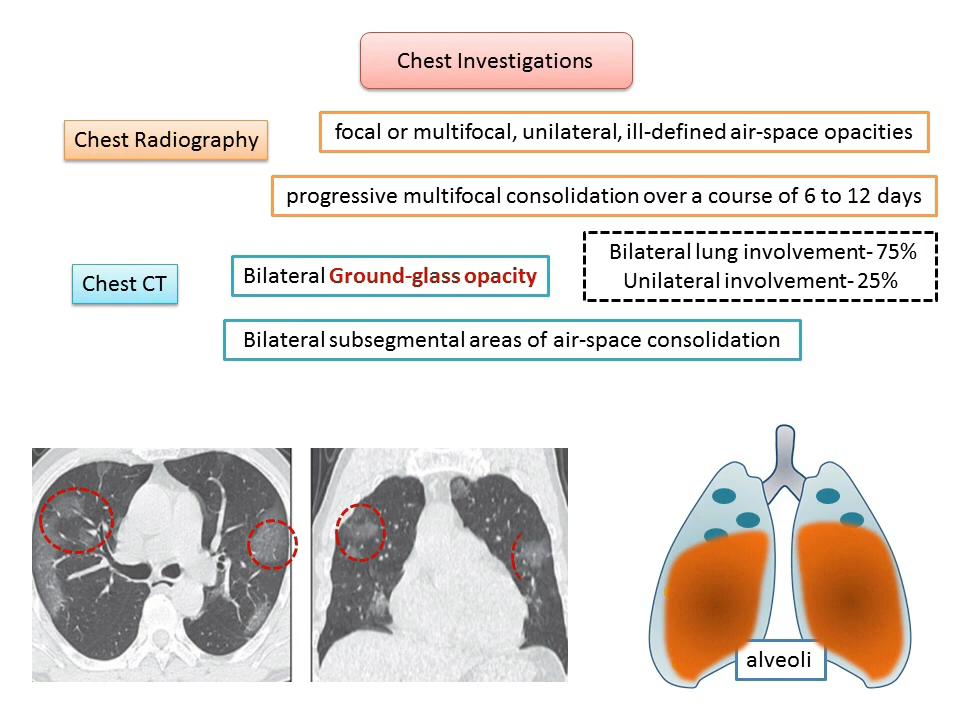 Chest Investigations
Chest Radiography
focal or multifocal, unilateral, ill-defined air-space opacities
progressive multifocal consolidation over a course of 6 to 12 days
Chest CT
Bilateral Ground-glass opacity
Bilateral lung involvement- 75%
Unilateral involvement- 25%
Bilateral subsegmental areas of air-space consolidation
alveoli